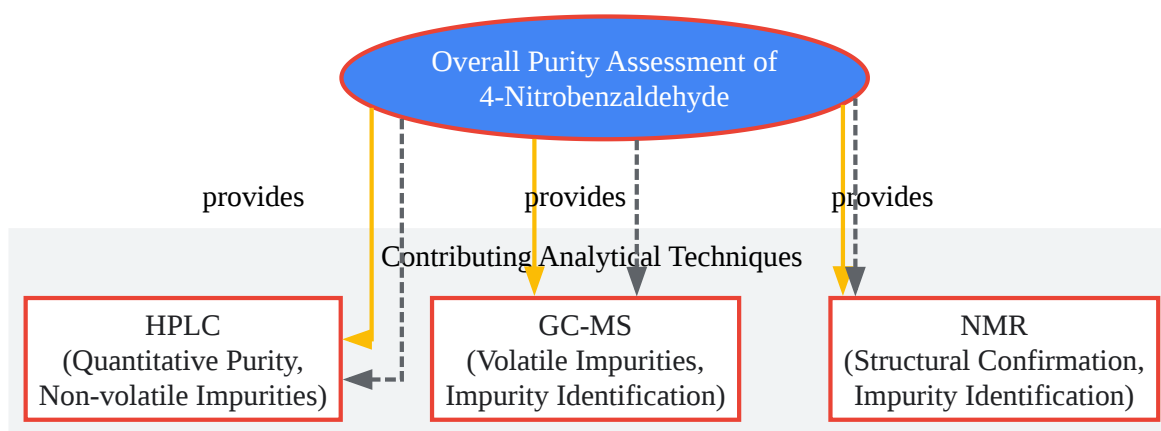 Overall Purity Assessment of
4-Nitrobenzaldehyde
provides
provides
provides
Contributing Analytical Techniques
HPLC
(Quantitative Purity,
Non-volatile Impurities)
GC-MS
(Volatile Impurities,
Impurity Identification)
NMR
(Structural Confirmation,
Impurity Identification)